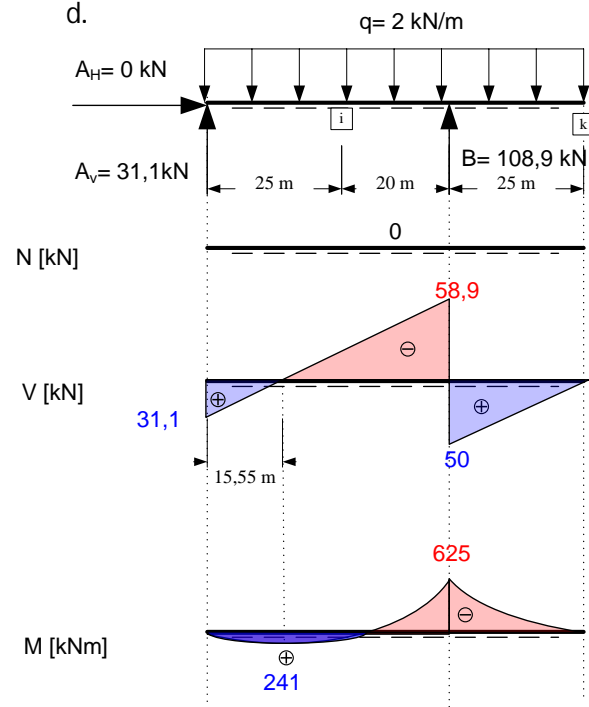 d.
q= 2 kN/m
A_H= 0 kN
i
k
A_v= 31,1kN
B= 108,9 kN
25 m
20 m
25 m
0
N [kN]
58,9
⊖
V [kN]
⊕
⊕
31,1
50
15,55 m
625
⊖
M [kNm]
⊕
241